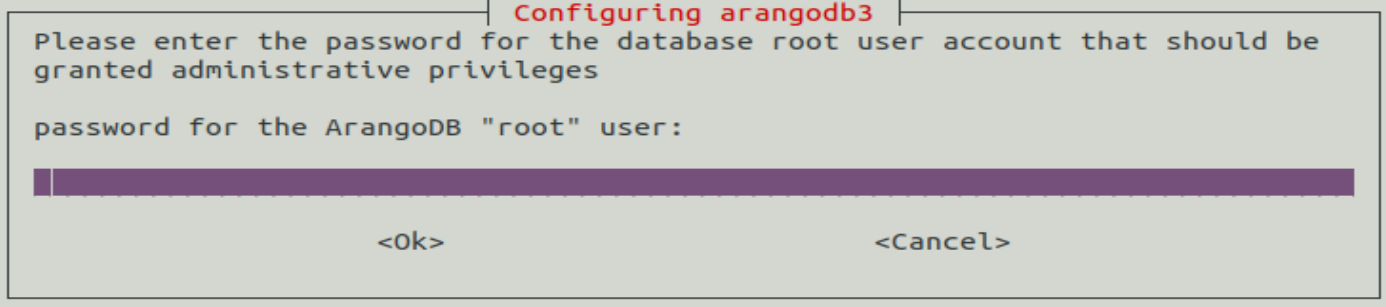 Configuring arangodb3
Please enter the password for the database root user account that should be
granted administrative privileges
password for the ArangoDB "root" user:
<Ok> <Cancel>